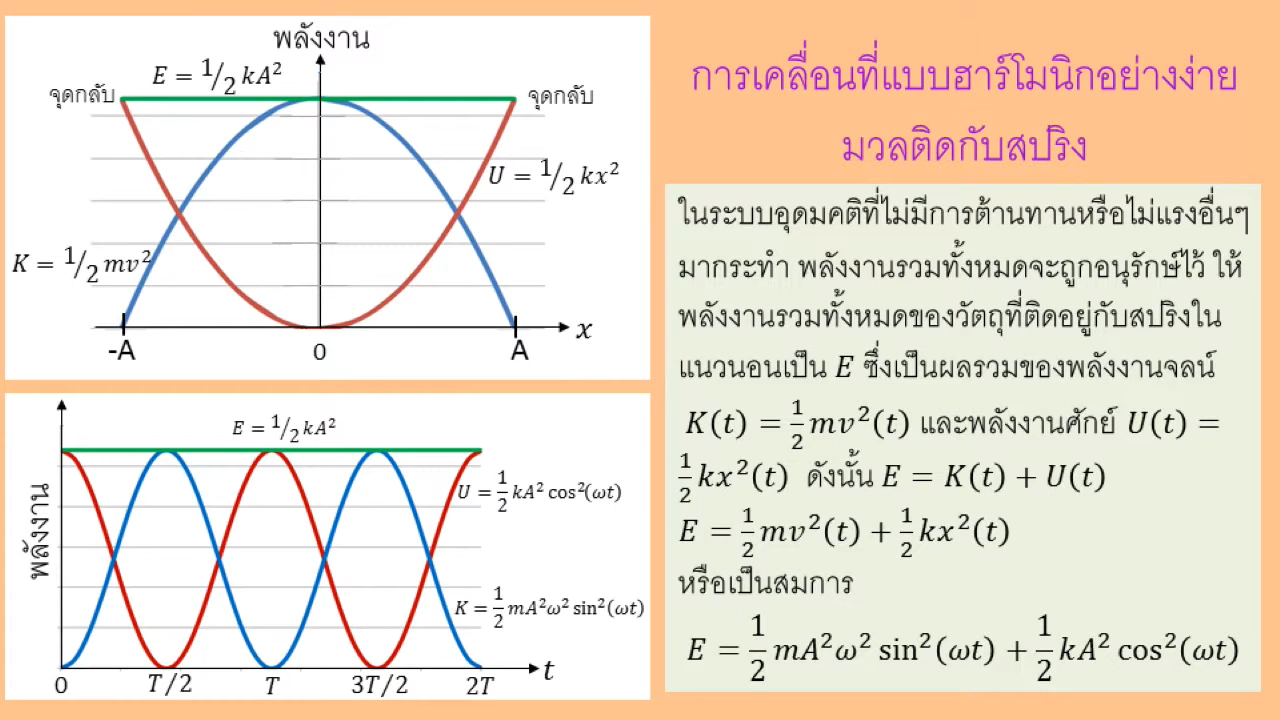 พลังงาน
E = 1/2 kA²
จุดกลับ
จุดกลับ
U = 1/2 kx²
K = 1/2 mv²
-A
0
A
x
E = 1/2 kA²
พลังงาน
U = 1/2 kA² cos²(ωt)
K = 1/2 mA²ω² sin²(ωt)
0
T/2
T
3T/2
2T
t
การเคลื่อนที่แบบฮาร์โมนิกอย่างง่าย
มวลติดกับสปริง
ในระบบอุดมคติที่ไม่มีการต้านทานหรือไม่แรงอื่นๆ
มากระทำ พลังงานรวมทั้งหมดจะถูกอนุรักษ์ไว้ ให้
พลังงานรวมทั้งหมดของวัตถุที่ติดอยู่กับสปริงใน
แนวนอนเป็น E ซึ่งเป็นผลรวมของพลังงานจลน์
K(t) = 1/2 mv²(t) และพลังงานศักย์ U(t) =
1/2 kx²(t) ดังนั้น E = K(t) + U(t)
E = 1/2 mv²(t) + 1/2 kx²(t)
หรือเป็นสมการ
E = 1/2 mA²ω² sin²(ωt) + 1/2 kA² cos²(ωt)